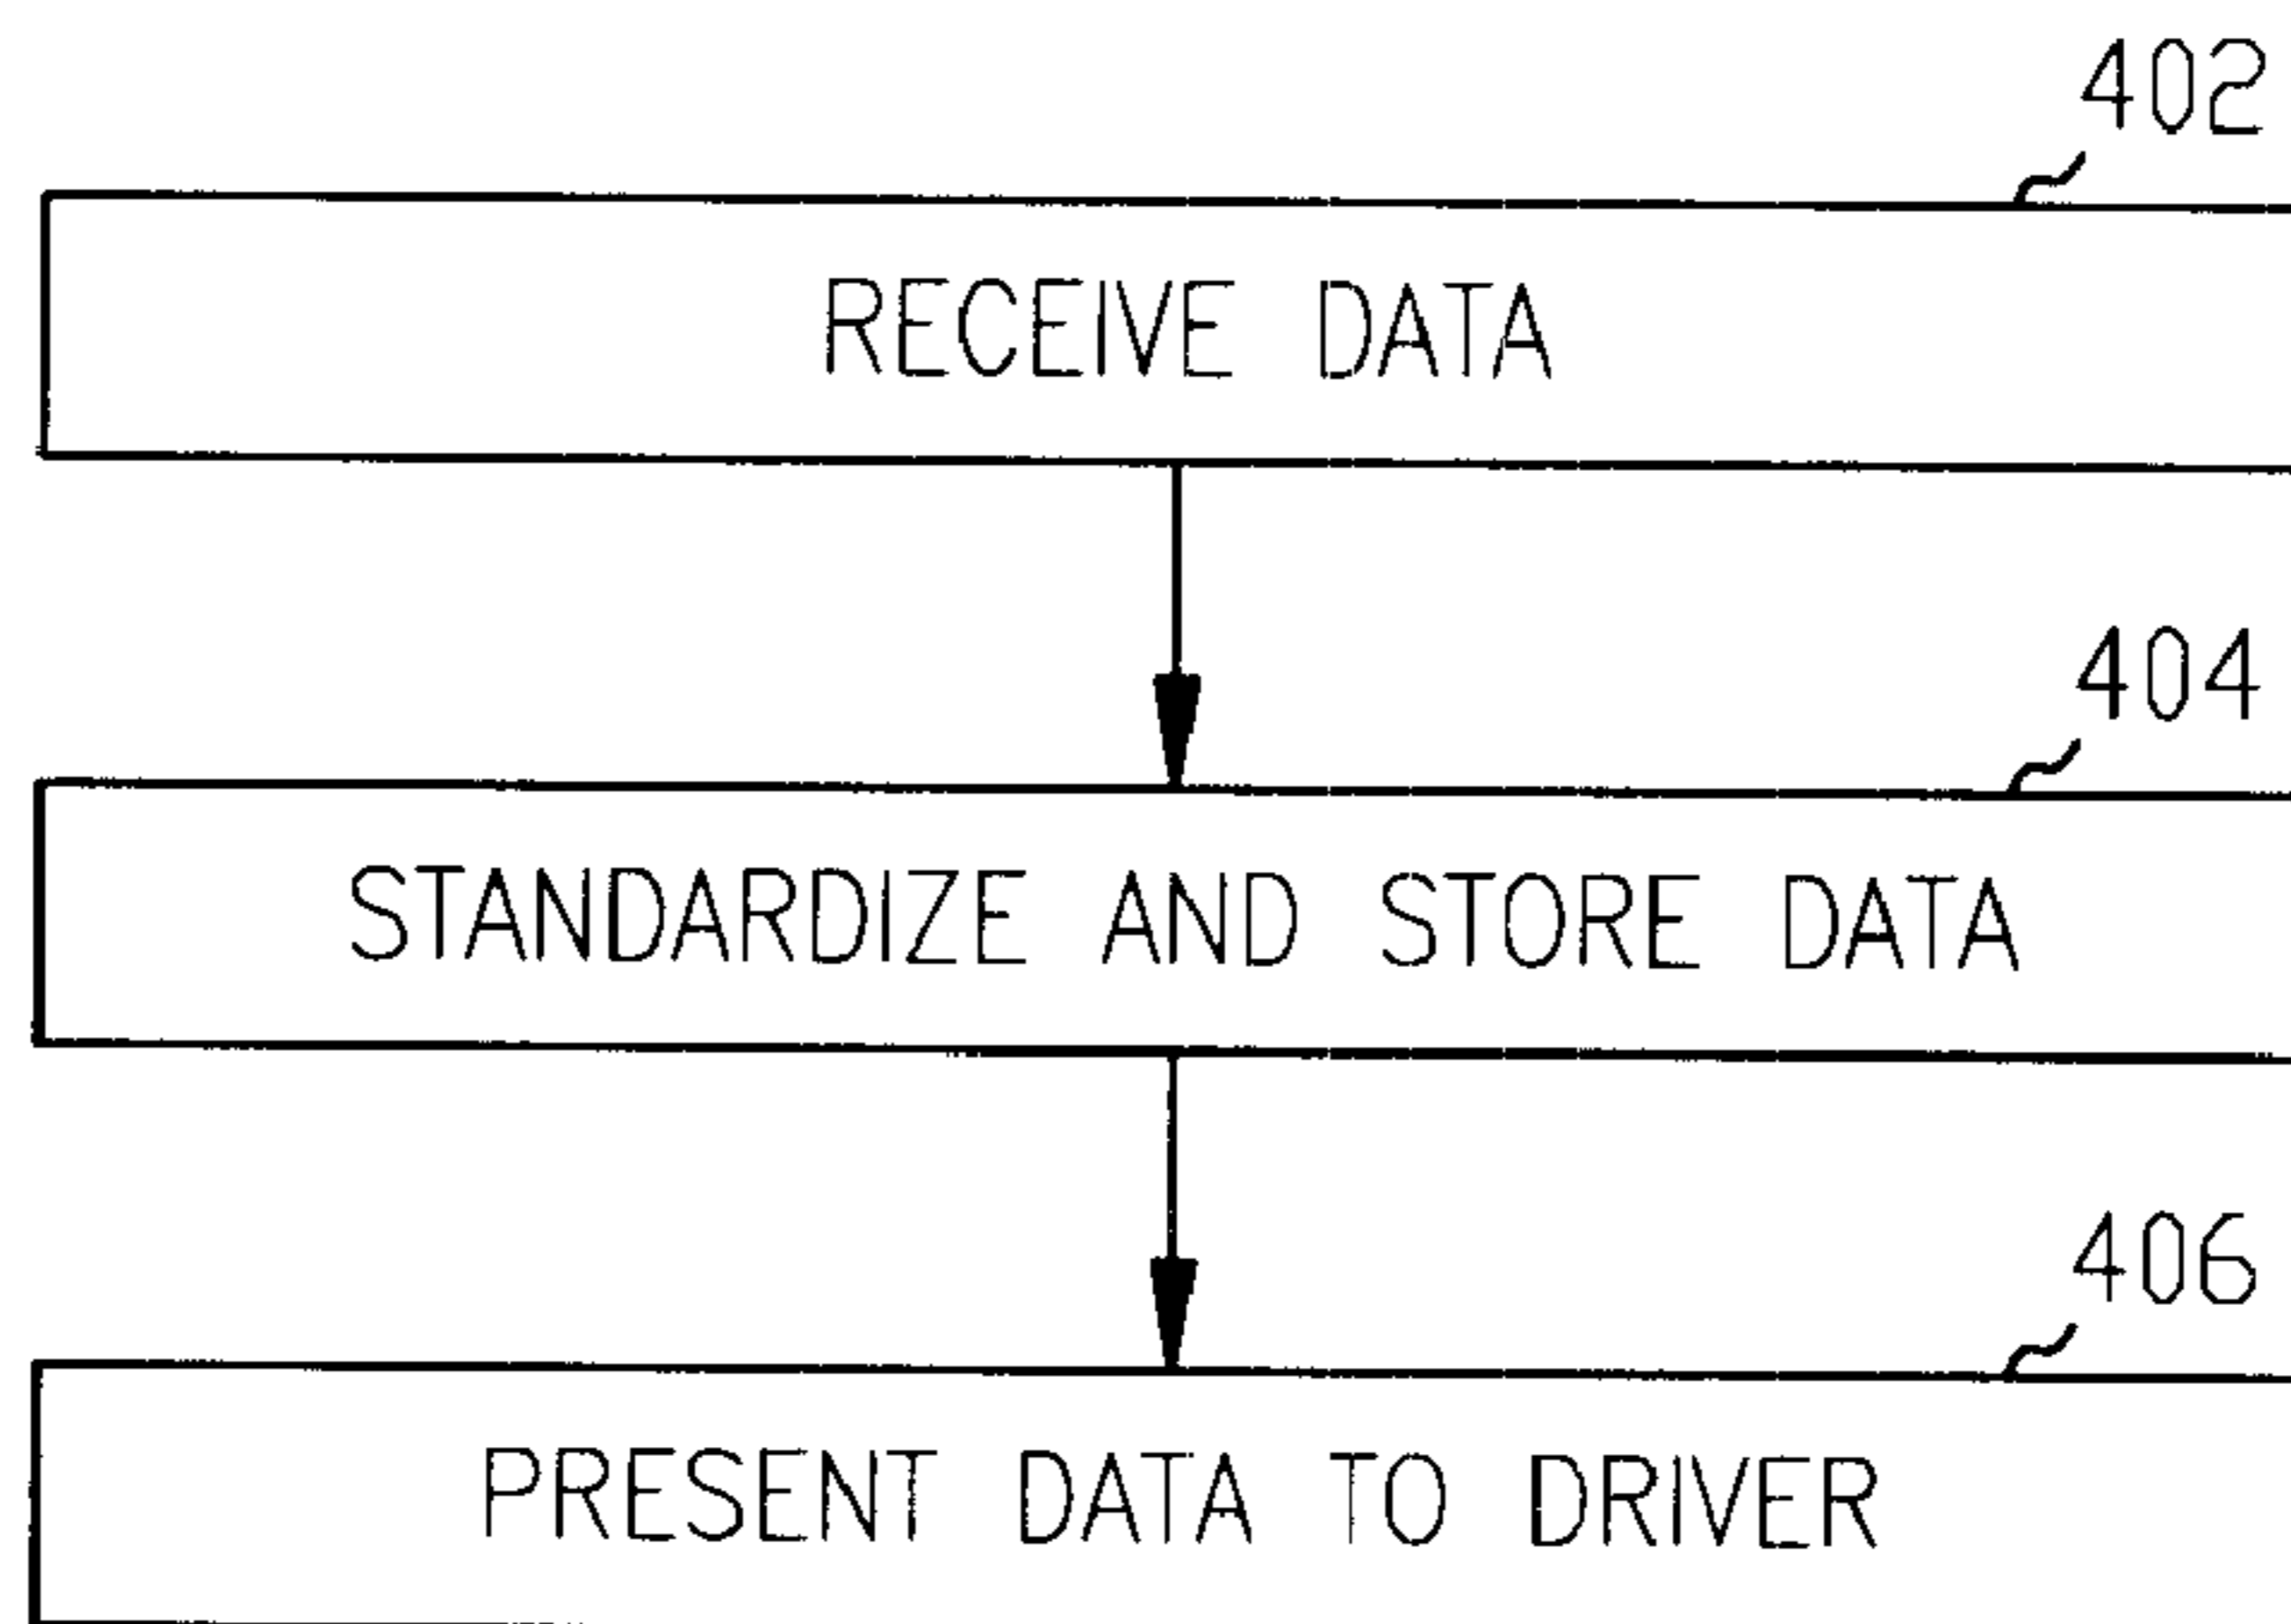 402
RECEIVE DATA
404
STANDARDIZE AND STORE DATA
406
PRESENT DATA TO DRIVER